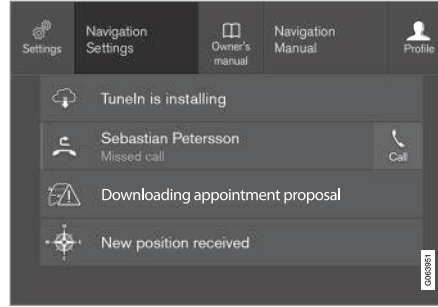 Settings
Navigation
Settings
Owner's
manual
Navigation
Manual
Profile
TuneIn is installing
Sebastian Petersson
Missed call
Call
Downloading appointment proposal
New position received
G063951